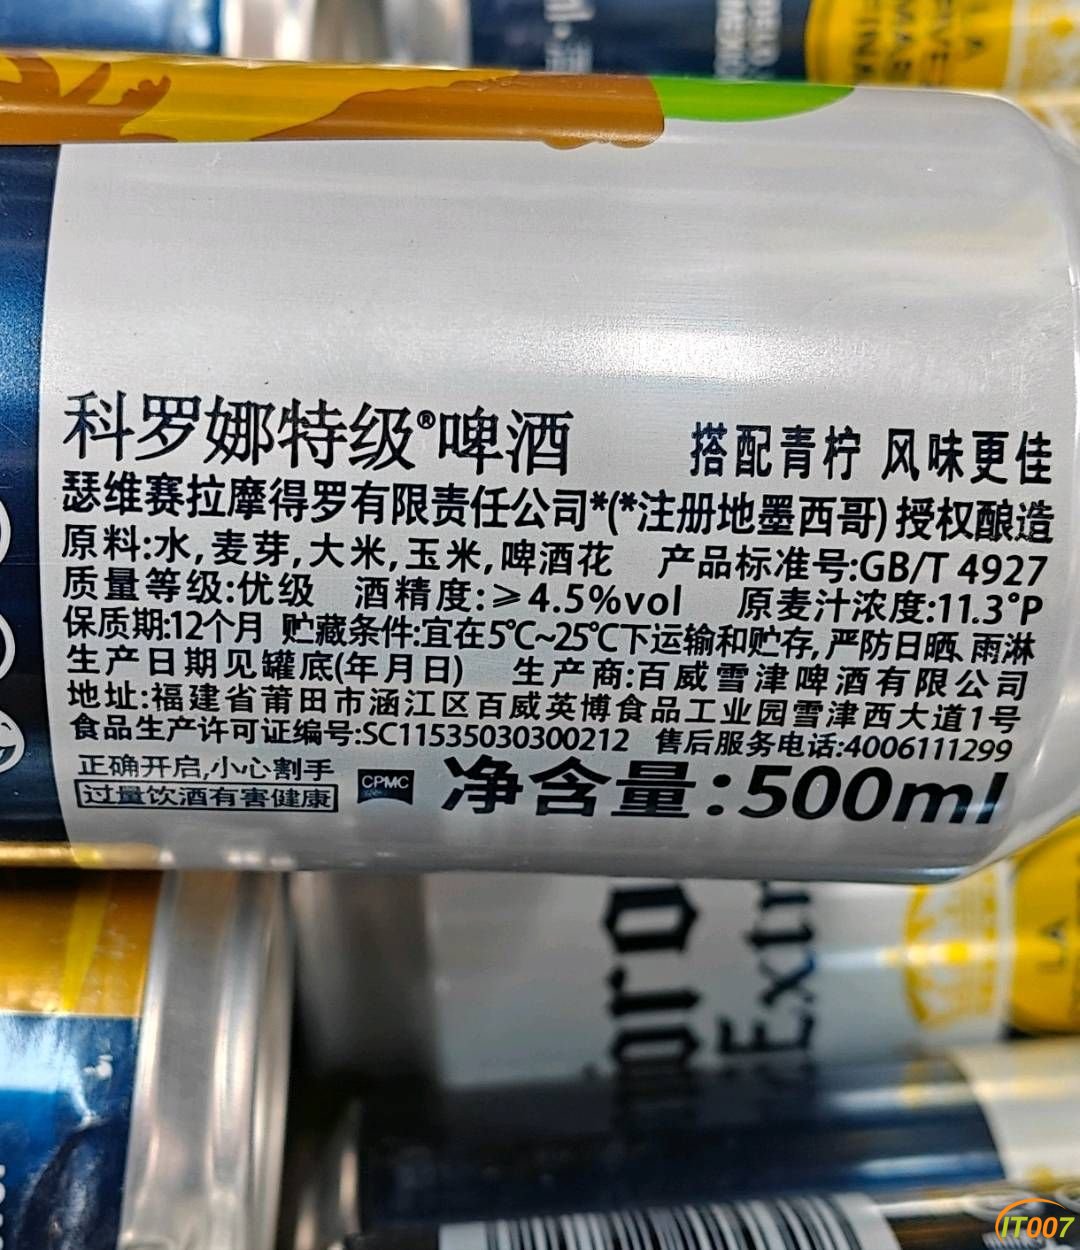 LA
科罗娜特级®啤酒 搭配青柠 风味更佳
瑟维赛拉摩得罗有限责任公司*(*注册地墨西哥)授权酿造
原料:水,麦芽,大米,玉米,啤酒花 产品标准号:GB/T 4927
质量等级:优级 酒精度:≥4.5%vol 原麦汁浓度:11.3°P
保质期:12个月 贮藏条件:宜在5℃~25℃下运输和贮存,严防日晒、雨淋
生产日期见罐底(年月日) 生产商:百威雪津啤酒有限公司
地址:福建省莆田市涵江区百威英博食品工业园雪津西大道1号
食品生产许可证编号:SC11535030300212 售后服务电话:4006111299
正确开启,小心割手
过量饮酒有害健康
CPMC
净含量:500ml
LA
IT007